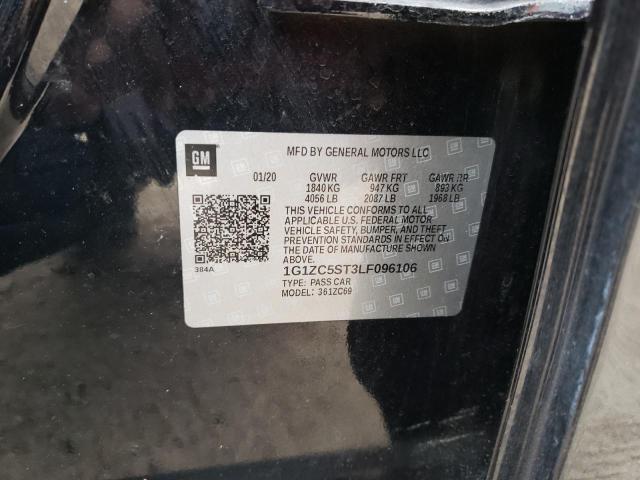 GM
MFD BY GENERAL MOTORS LLC
01/20 GVWR GAWR FRT GAWR RR
1840 KG 947 KG 893 KG
4056 LB 2087 LB 1968 LB
THIS VEHICLE CONFORMS TO ALL
APPLICABLE U.S. FEDERAL MOTOR
VEHICLE SAFETY, BUMPER, AND THEFT
PREVENTION STANDARDS IN EFFECT ON
THE DATE OF MANUFACTURE SHOWN
ABOVE.
384A
1G1ZC5ST3LF096106
TYPE: PASS CAR
MODEL: 361ZC69